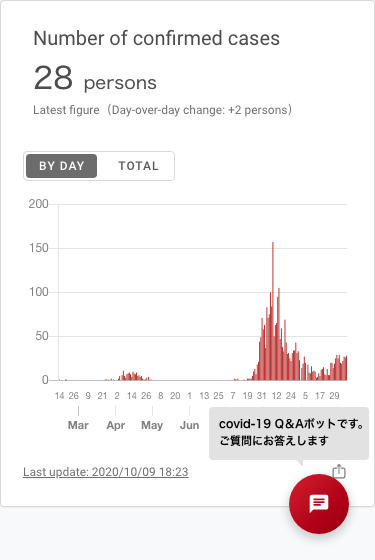 Number of confirmed cases
28 persons
Latest figure（Day-over-day change: +2 persons）
BY DAY TOTAL
200
150
100
50
0
14 26 9 21 2 14 26 8 20 1 13 25 7 19 31 12 24 5 17 29
Mar Apr May Jun
covid-19 Q&Aボットです。
ご質問にお答えします
Last update: 2020/10/09 18:23